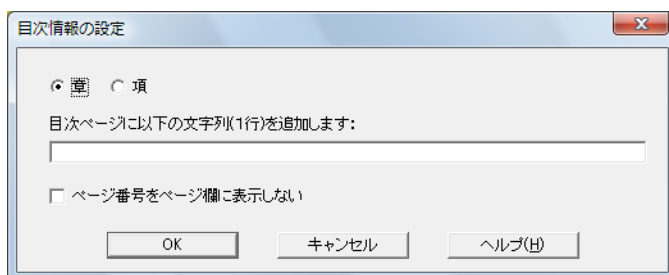 目次情報の設定
章 項
目次ページに以下の文字列(1行)を追加します:
ページ番号をページ欄に表示しない
OK キャンセル ヘルプ(H)